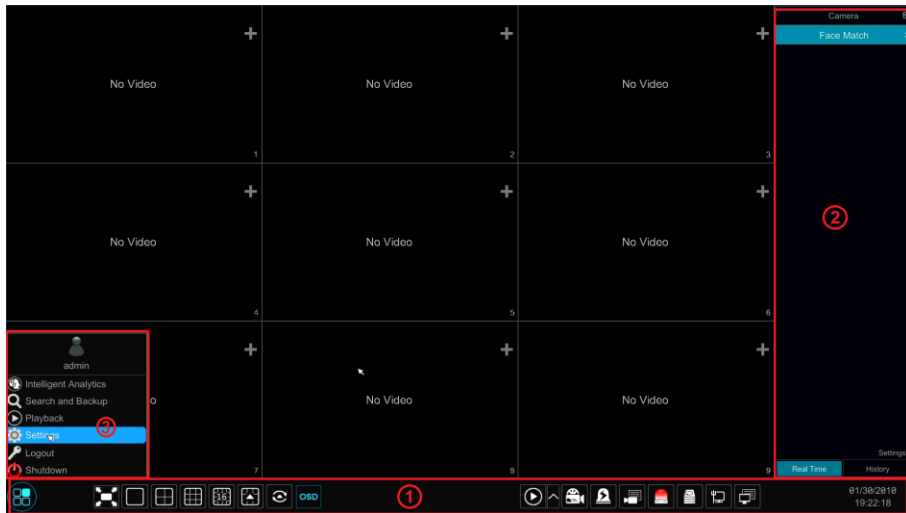 Camera
Face Match
No Video
No Video
No Video
1
2
3
②
No Video
No Video
No Video
4
5
6
admin
Intelligent Analytics
Search and Backup
Playback
③
Settings
Logout
Shutdown
o
No Video
No Video
7
8
9
Settings
Real Time
History
16
OSD
①
01/30/2010
19:22:18